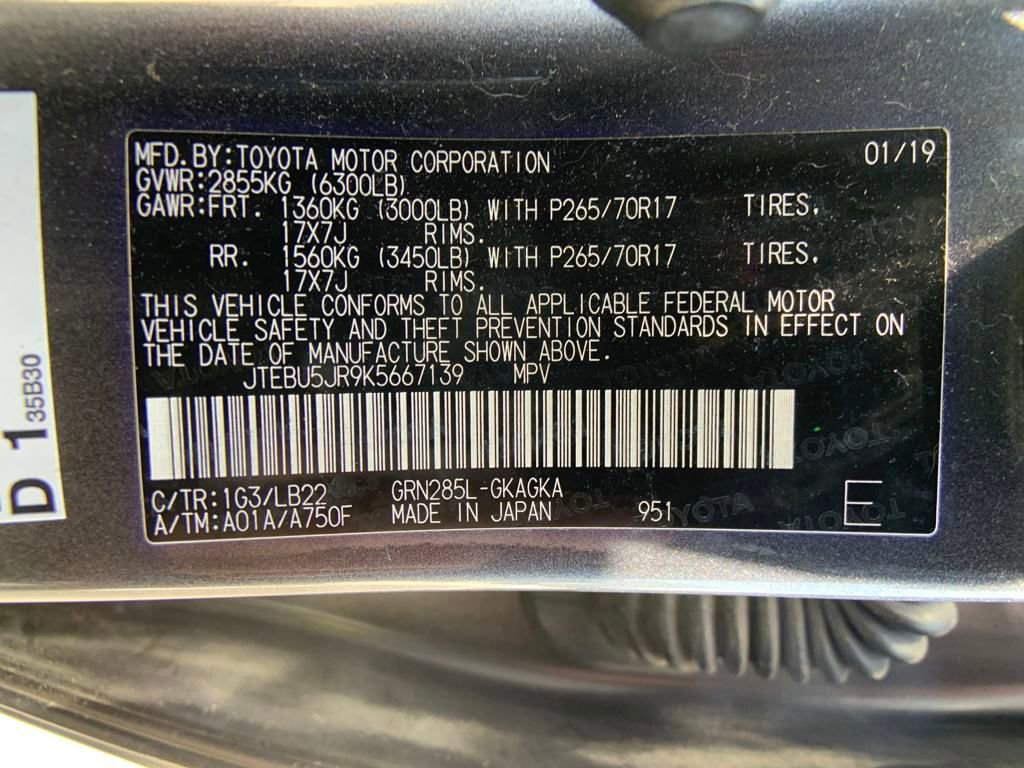 MFD.BY:TOYOTA MOTOR CORPORATION 01/19
GVWR:2855KG (6300LB)
GAWR:FRT. 1360KG (3000LB) WITH P265/70R17 TIRES,
17X7J RIMS.
RR. 1560KG (3450LB) WITH P265/70R17 TIRES,
17X7J RIMS.
THIS VEHICLE CONFORMS TO ALL APPLICABLE FEDERAL MOTOR
VEHICLE SAFETY AND THEFT PREVENTION STANDARDS IN EFFECT ON
THE DATE OF MANUFACTURE SHOWN ABOVE.
JTEBU5JR9K5667139 MPV
C/TR:1G3/LB22 GRN285L-GKAGKA
A/TM:A01A/A750F MADE IN JAPAN 951 E
D 1
35B30
TOYOTA
TOYOTA
TOYOTA